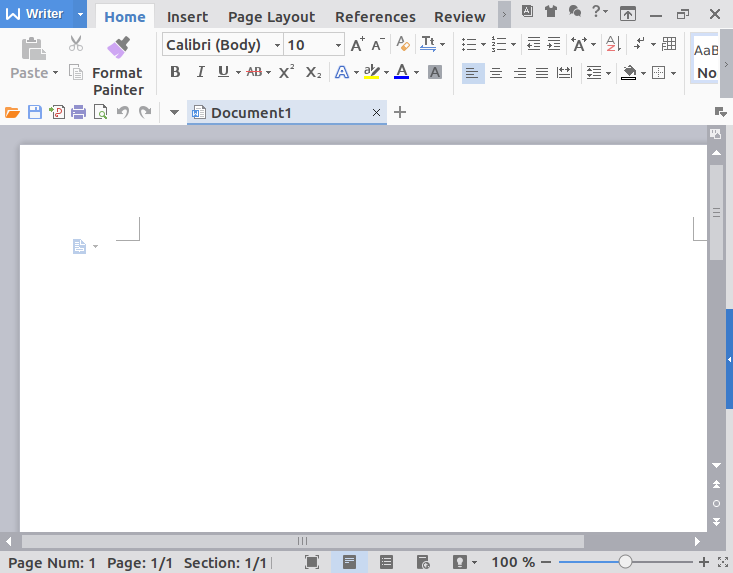 Writer Home Insert Page Layout References Review
Calibri (Body) 10 A+ A-
Paste Format Painter B I U AB X² X₂ A ab A A AaB No
Document1
Page Num: 1 Page: 1/1 Section: 1/1 100 %